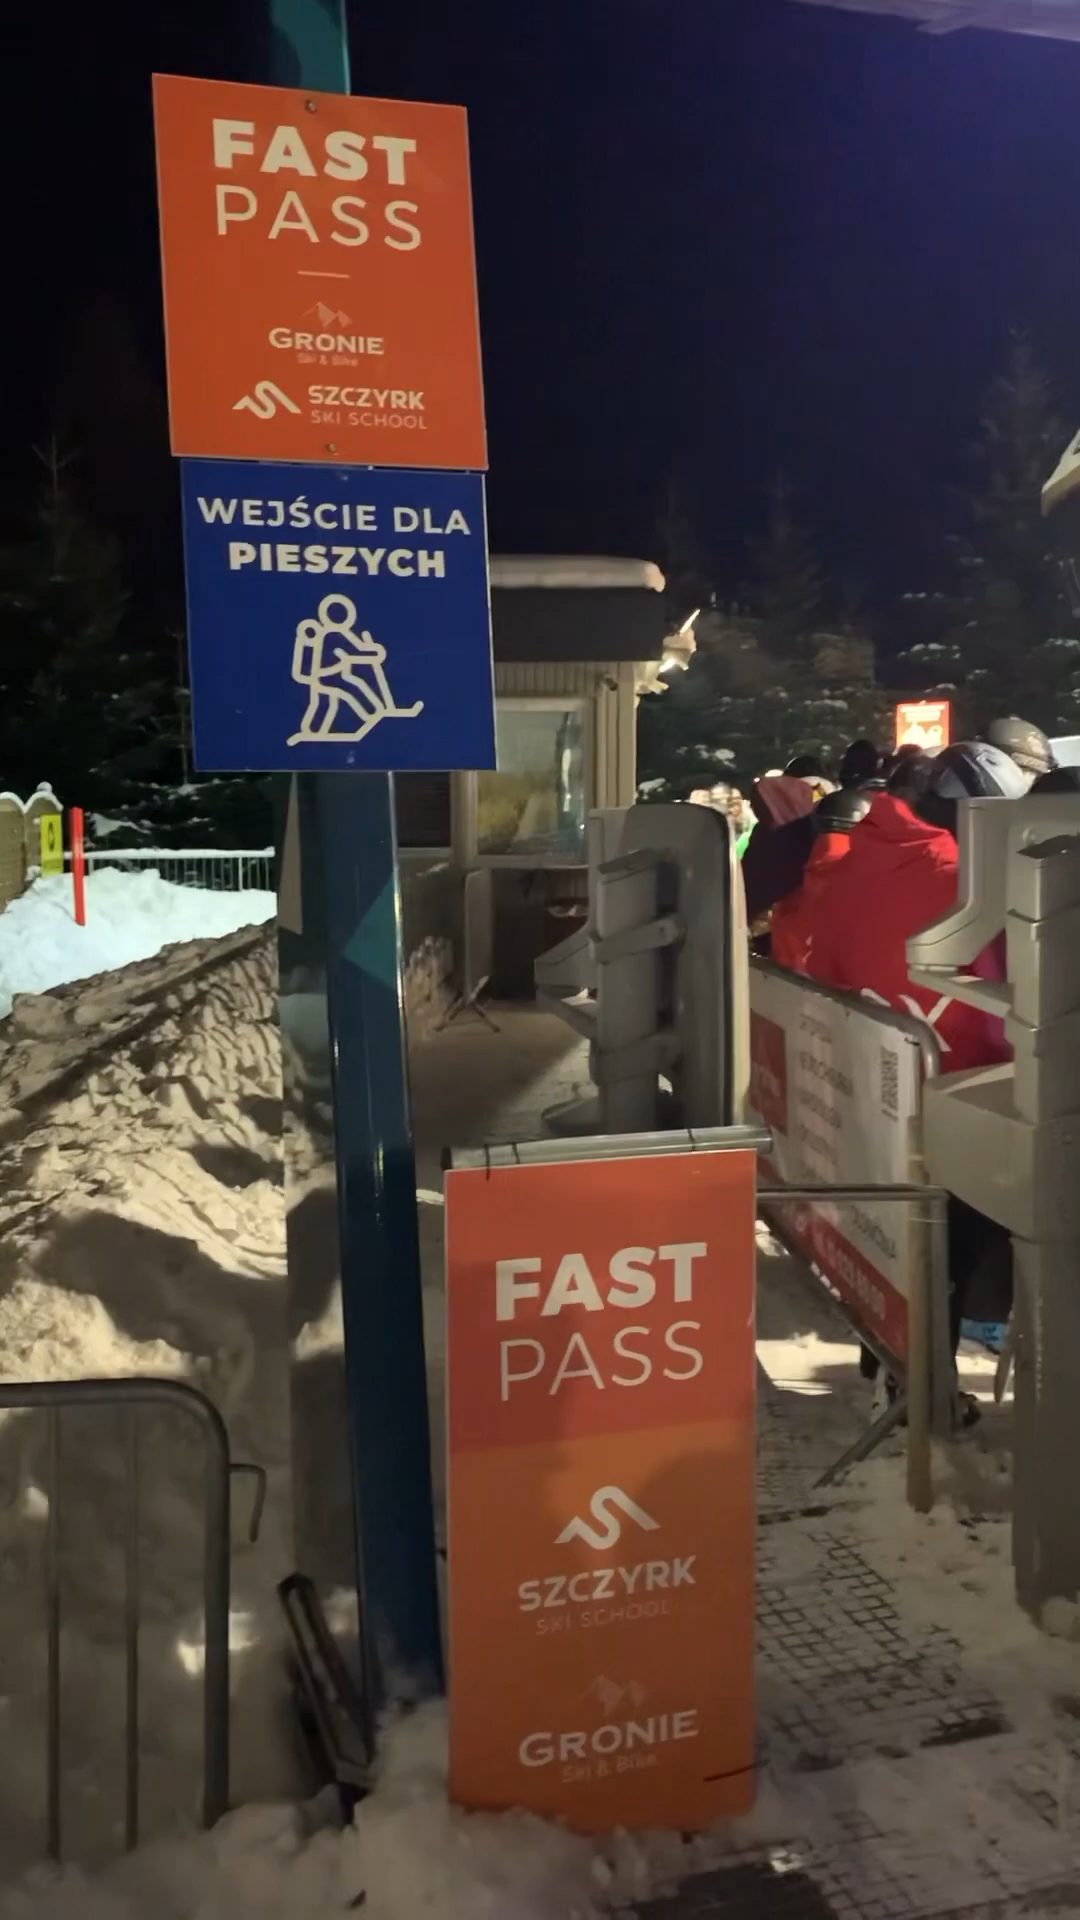 FAST
PASS
GRONIE
Ski & Bike
SZCZYRK
SKI SCHOOL
WEJŚCIE DLA
PIESZYCH
FAST
PASS
SZCZYRK
SKI SCHOOL
GRONIE
Ski & Bike